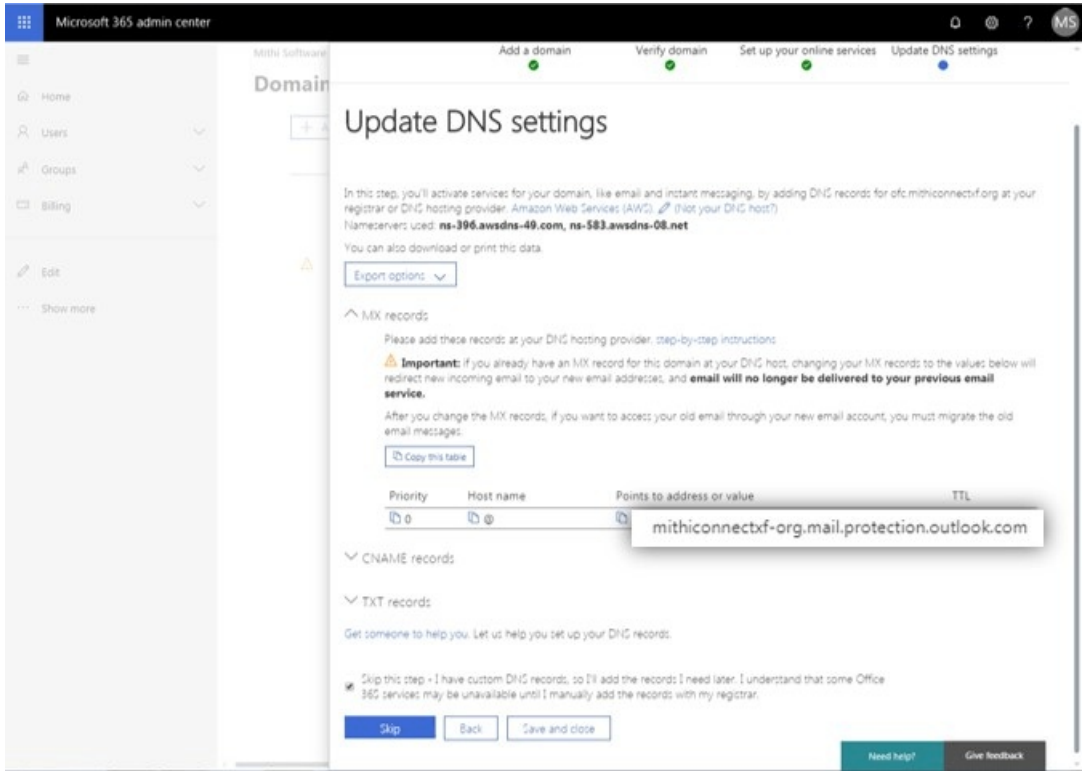 Microsoft 365 admin center
?
MS
Home
Users
Groups
Billing
Edit
Show more
Mithi Software
Domain
Add a domain
Verify domain
Set up your online services
Update DNS settings
Update DNS settings
In this step, you'll activate services for your domain, like email and instant messaging, by adding DNS records for ofc.mithiconnectxf.org at your
registrar or DNS hosting provider. Amazon Web Services (AWS). (Not your DNS host?)
Nameservers used: ns-396.awsdns-49.com, ns-583.awsdns-08.net
You can also download or print this data.
Export options
MX records
Please add these records at your DNS hosting provider. step-by-step instructions
Important: if you already have an MX record for this domain at your DNS host, changing your MX records to the values below will
redirect new incoming email to your new email addresses, and email will no longer be delivered to your previous email
service.
After you change the MX records, if you want to access your old email through your new email account, you must migrate the old
email messages.
Copy this table
Priority Host name Points to address or value TTL
0 @
mithiconnectxf-org.mail.protection.outlook.com
CNAME records
TXT records
Get someone to help you. Let us help you set up your DNS records.
Skip this step - I have custom DNS records, so I'll add the records I need later. I understand that some Office
365 services may be unavailable until I manually add the records with my registrar.
Skip
Back
Save and close
Need help?
Give feedback